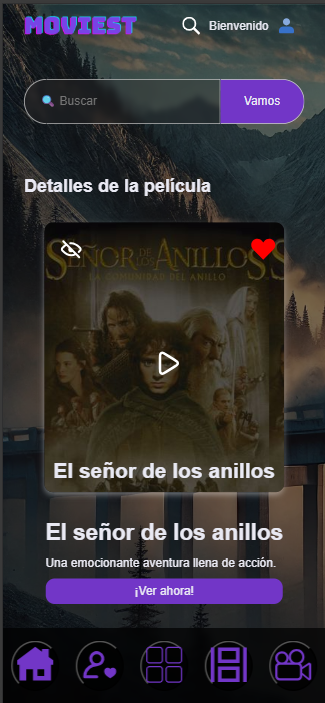 MOVIEST
Bienvenido
Buscar
Vamos
Detalles de la película
SEÑOR DE LOS ANILLOS
LA COMUNIDAD DEL ANILLO
El señor de los anillos
El señor de los anillos
Una emocionante aventura llena de acción.
¡Ver ahora!